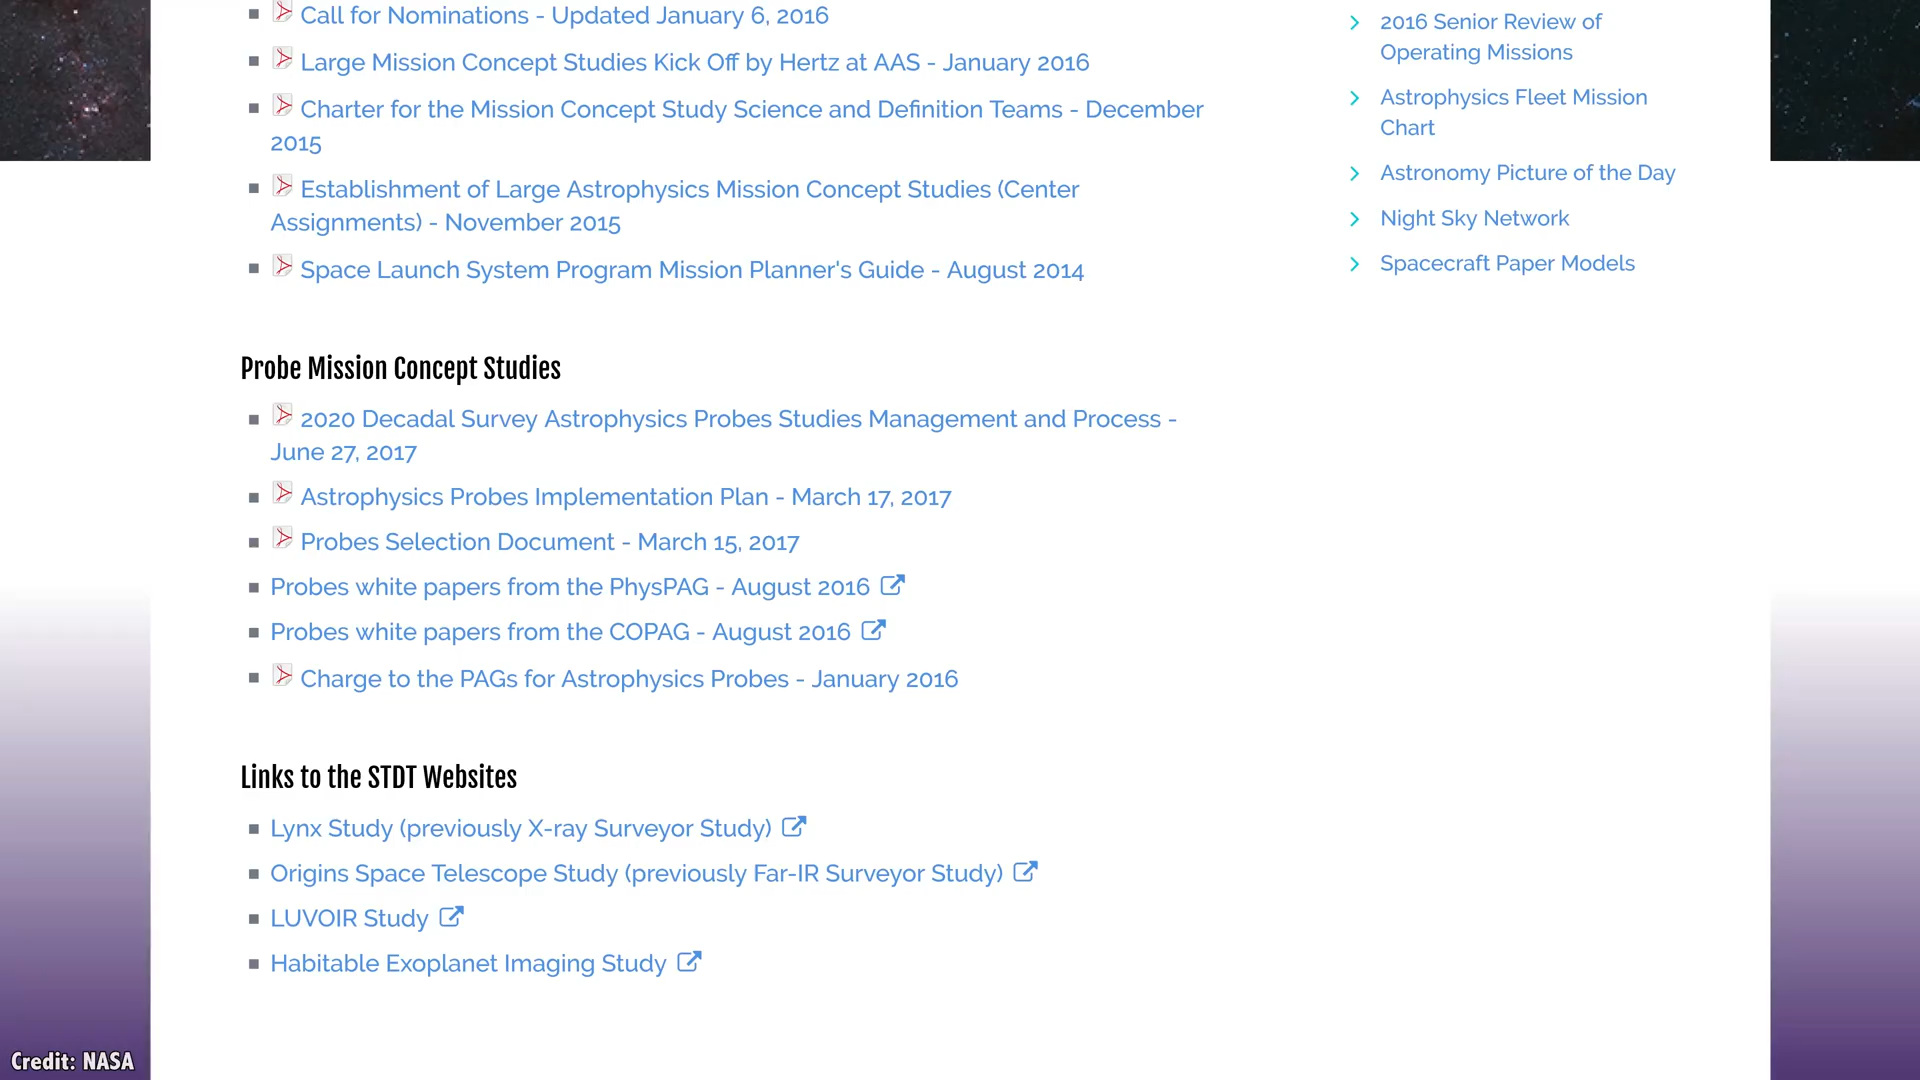 Call for Nominations - Updated January 6, 2016
Large Mission Concept Studies Kick Off by Hertz at AAS - January 2016
Charter for the Mission Concept Study Science and Definition Teams - December
2015
Establishment of Large Astrophysics Mission Concept Studies (Center
Assignments) - November 2015
Space Launch System Program Mission Planner's Guide - August 2014
Probe Mission Concept Studies
2020 Decadal Survey Astrophysics Probes Studies Management and Process -
June 27, 2017
Astrophysics Probes Implementation Plan - March 17, 2017
Probes Selection Document - March 15, 2017
Probes white papers from the PhysPAG - August 2016
Probes white papers from the COPAG - August 2016
Charge to the PAGs for Astrophysics Probes - January 2016
Links to the STDT Websites
Lynx Study (previously X-ray Surveyor Study)
Origins Space Telescope Study (previously Far-IR Surveyor Study)
LUVOIR Study
Habitable Exoplanet Imaging Study
2016 Senior Review of
Operating Missions
Astrophysics Fleet Mission
Chart
Astronomy Picture of the Day
Night Sky Network
Spacecraft Paper Models
Credit: NASA